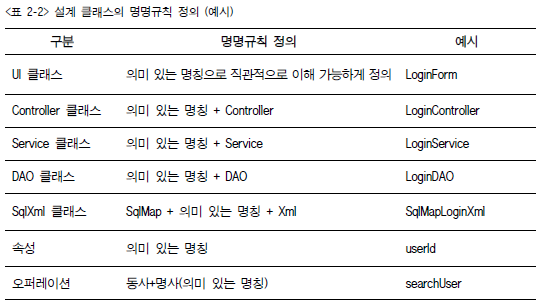 <표 2-2> 설계 클래스의 명명규칙 정의 (예시)
구분 명명규칙 정의 예시
UI 클래스 의미 있는 명칭으로 직관적으로 이해 가능하게 정의 LoginForm
Controller 클래스 의미 있는 명칭 + Controller LoginController
Service 클래스 의미 있는 명칭 + Service LoginService
DAO 클래스 의미 있는 명칭 + DAO LoginDAO
SqlXml 클래스 SqlMap + 의미 있는 명칭 + Xml SqlMapLoginXml
속성 의미 있는 명칭 userId
오퍼레이션 동사+명사(의미 있는 명칭) searchUser